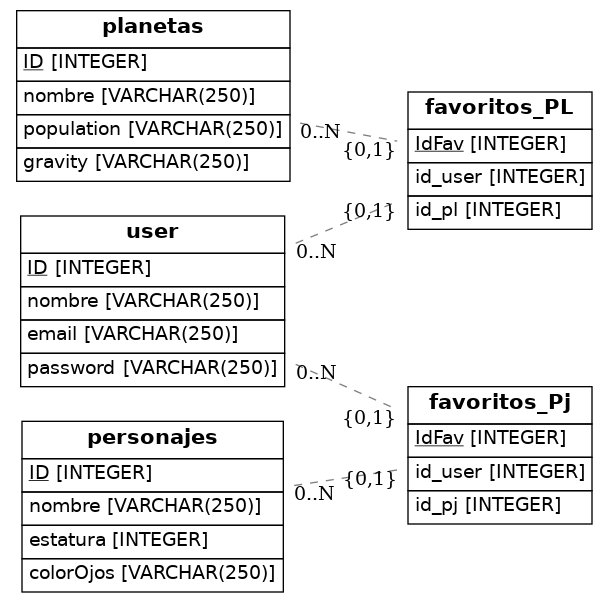 planetas
ID [INTEGER]
nombre [VARCHAR(250)]
population [VARCHAR(250)]
gravity [VARCHAR(250)]
0..N
{0,1}
favoritos_PL
IdFav [INTEGER]
id_user [INTEGER]
id_pl [INTEGER]
user
ID [INTEGER]
nombre [VARCHAR(250)]
email [VARCHAR(250)]
password [VARCHAR(250)]
{0,1}
0..N
0..N
{0,1}
favoritos_Pj
IdFav [INTEGER]
id_user [INTEGER]
id_pj [INTEGER]
personajes
ID [INTEGER]
nombre [VARCHAR(250)]
estatura [INTEGER]
colorOjos [VARCHAR(250)]
0..N
{0,1}